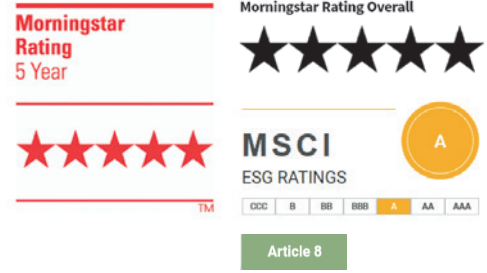 Morningstar
Rating
5 Year
TM
Morningstar Rating Overall
MSCI
ESG RATINGS
A
CCC B BB BBB A AA AAA
Article 8